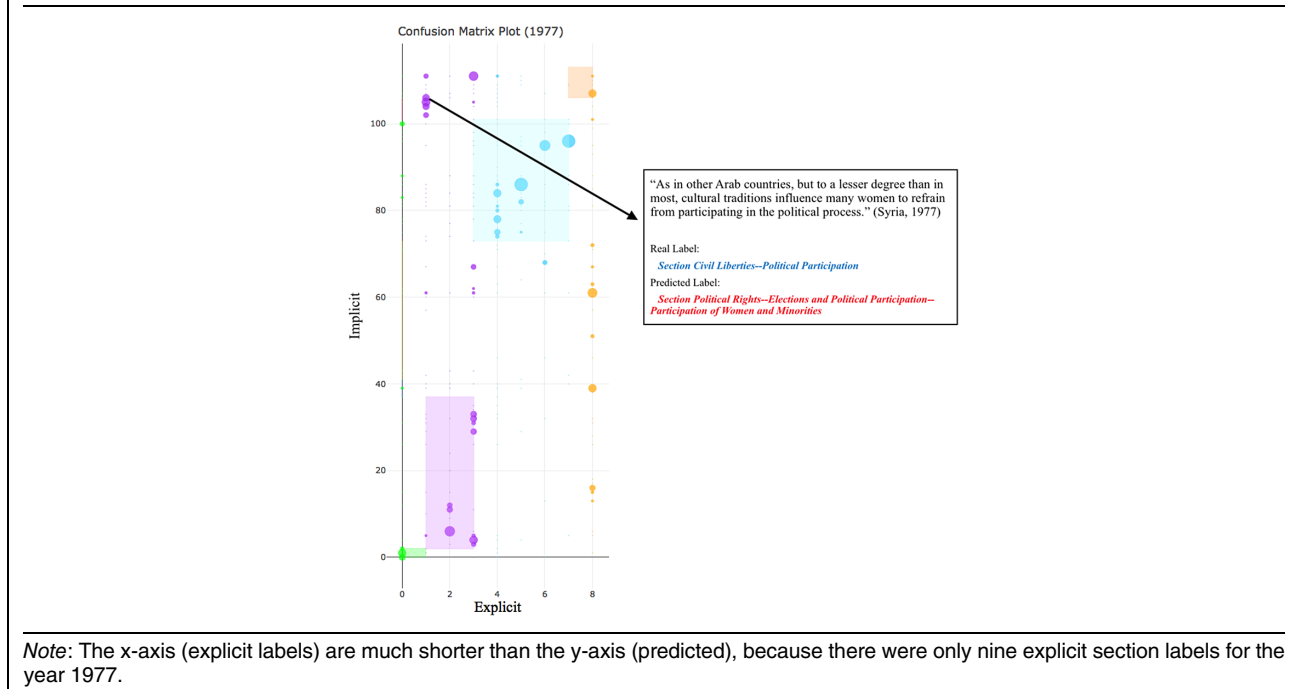 Confusion Matrix Plot (1977)
100
80
60
40
20
0
Implicit
0 2 4 6 8
Explicit
“As in other Arab countries, but to a lesser degree than in
most, cultural traditions influence many women to refrain
from participating in the political process.” (Syria, 1977)
Real Label:
Section Civil Liberties--Political Participation
Predicted Label:
Section Political Rights--Elections and Political Participation--
Participation of Women and Minorities
Note: The x-axis (explicit labels) are much shorter than the y-axis (predicted), because there were only nine explicit section labels for the
year 1977.